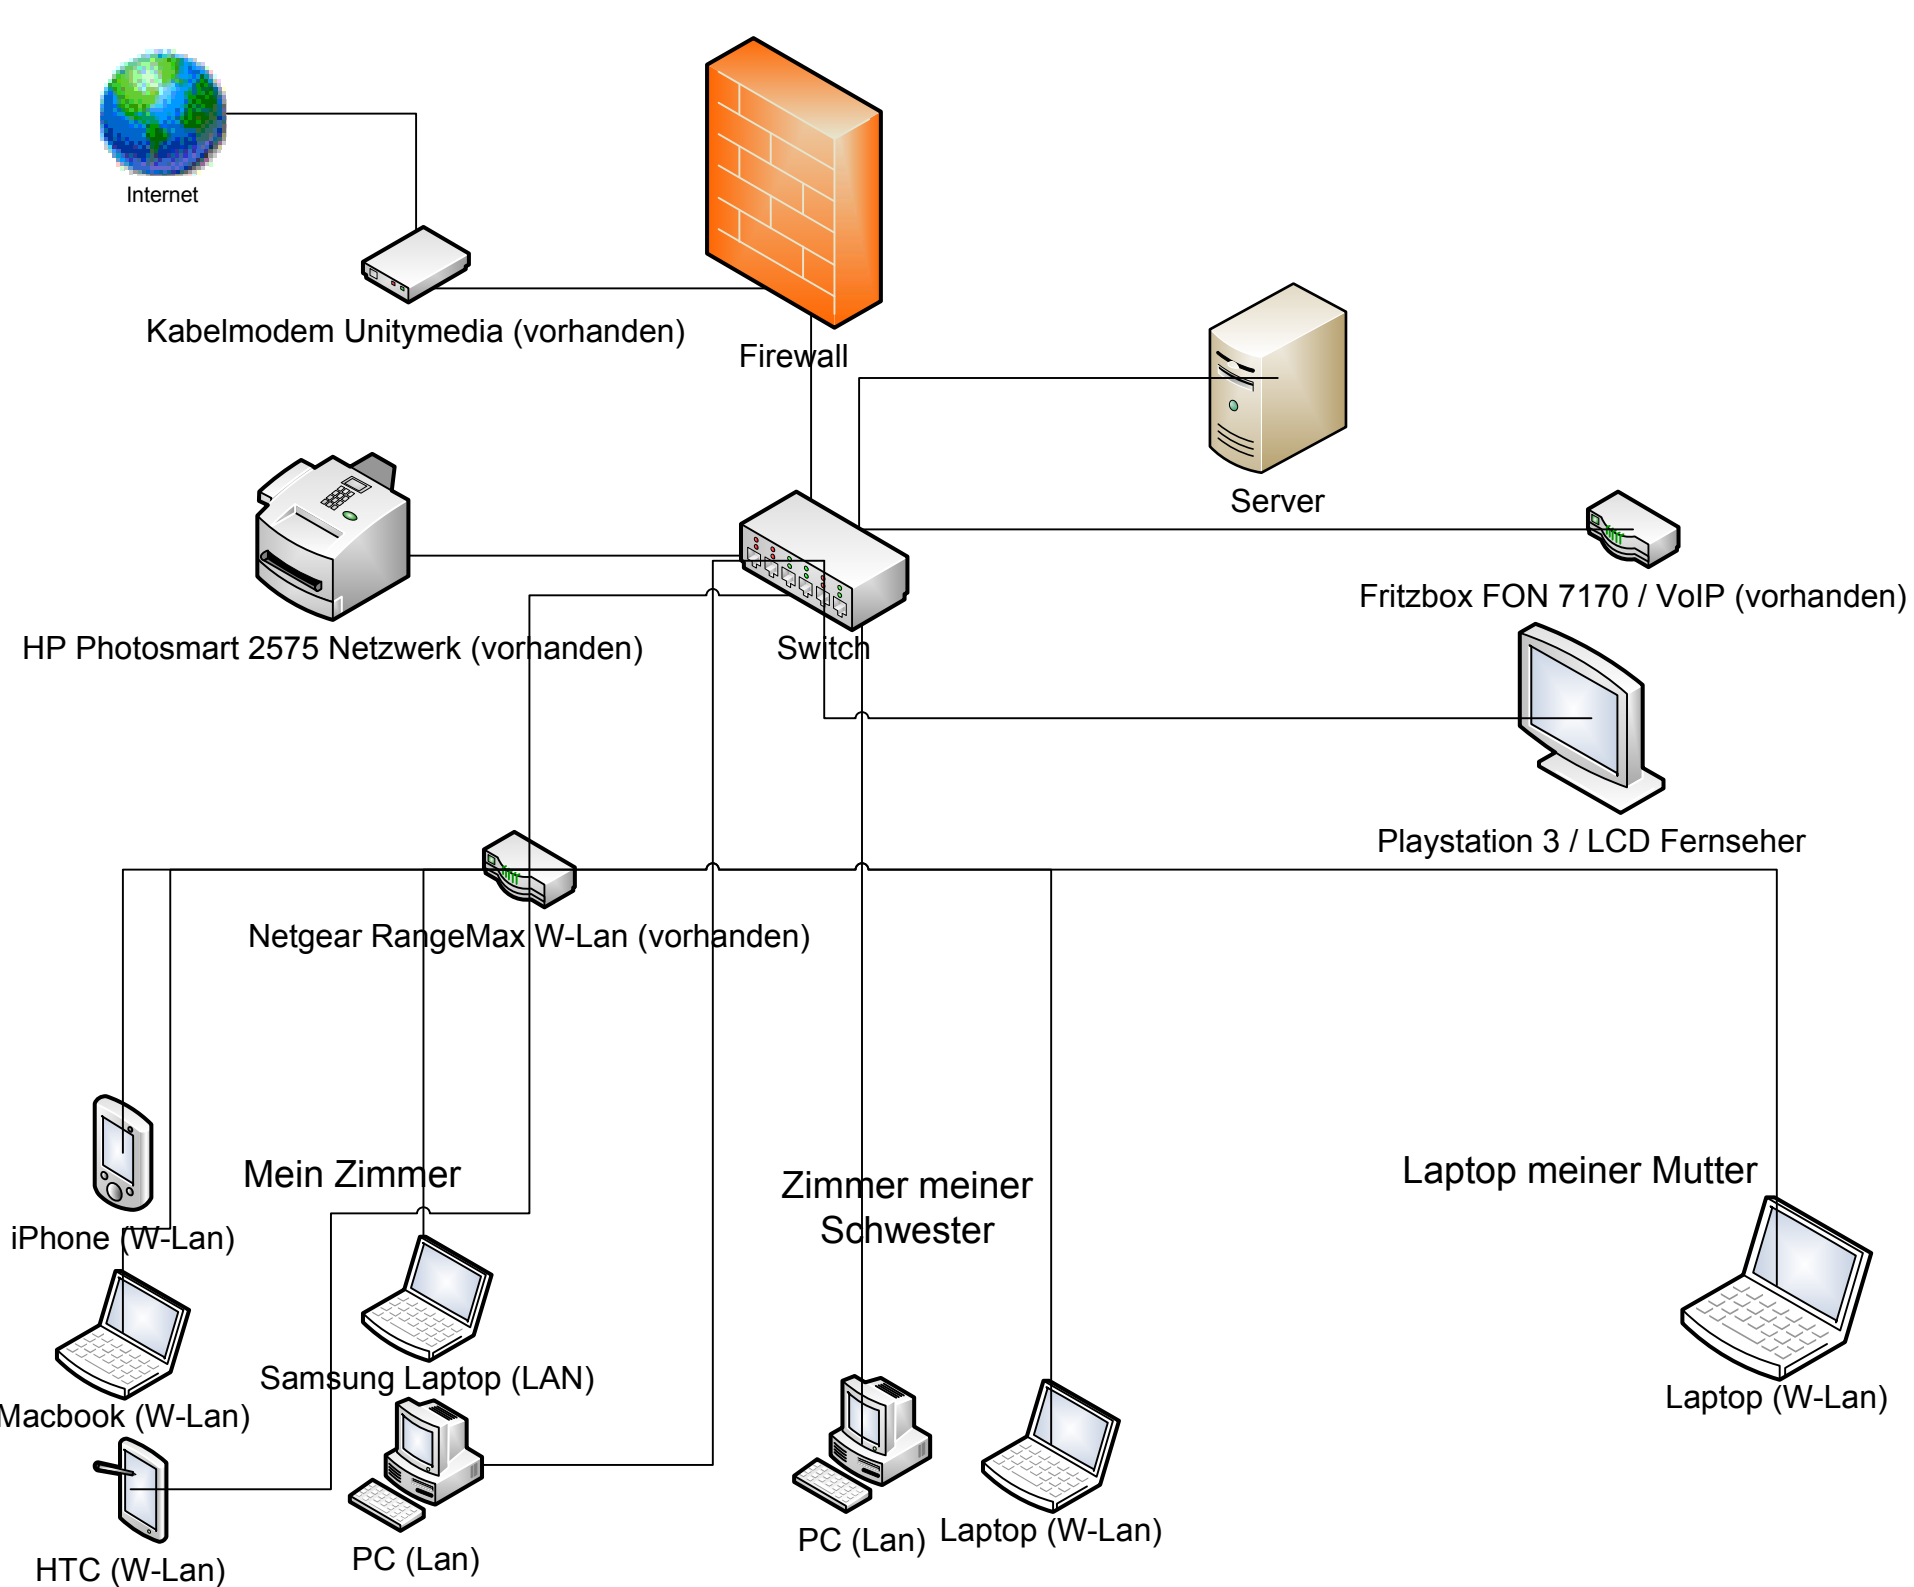 Internet
Kabelmodem Unitymedia (vorhanden)
Firewall
Server
Fritzbox FON 7170 / VoIP (vorhanden)
HP Photosmart 2575 Netzwerk (vorhanden)
Switch
Playstation 3 / LCD Fernseher
Netgear RangeMax W-Lan (vorhanden)
Mein Zimmer
Zimmer meiner
Schwester
Laptop meiner Mutter
iPhone (W-Lan)
Samsung Laptop (LAN)
Macbook (W-Lan)
Laptop (W-Lan)
PC (Lan)
Laptop (W-Lan)
PC (Lan)
HTC (W-Lan)